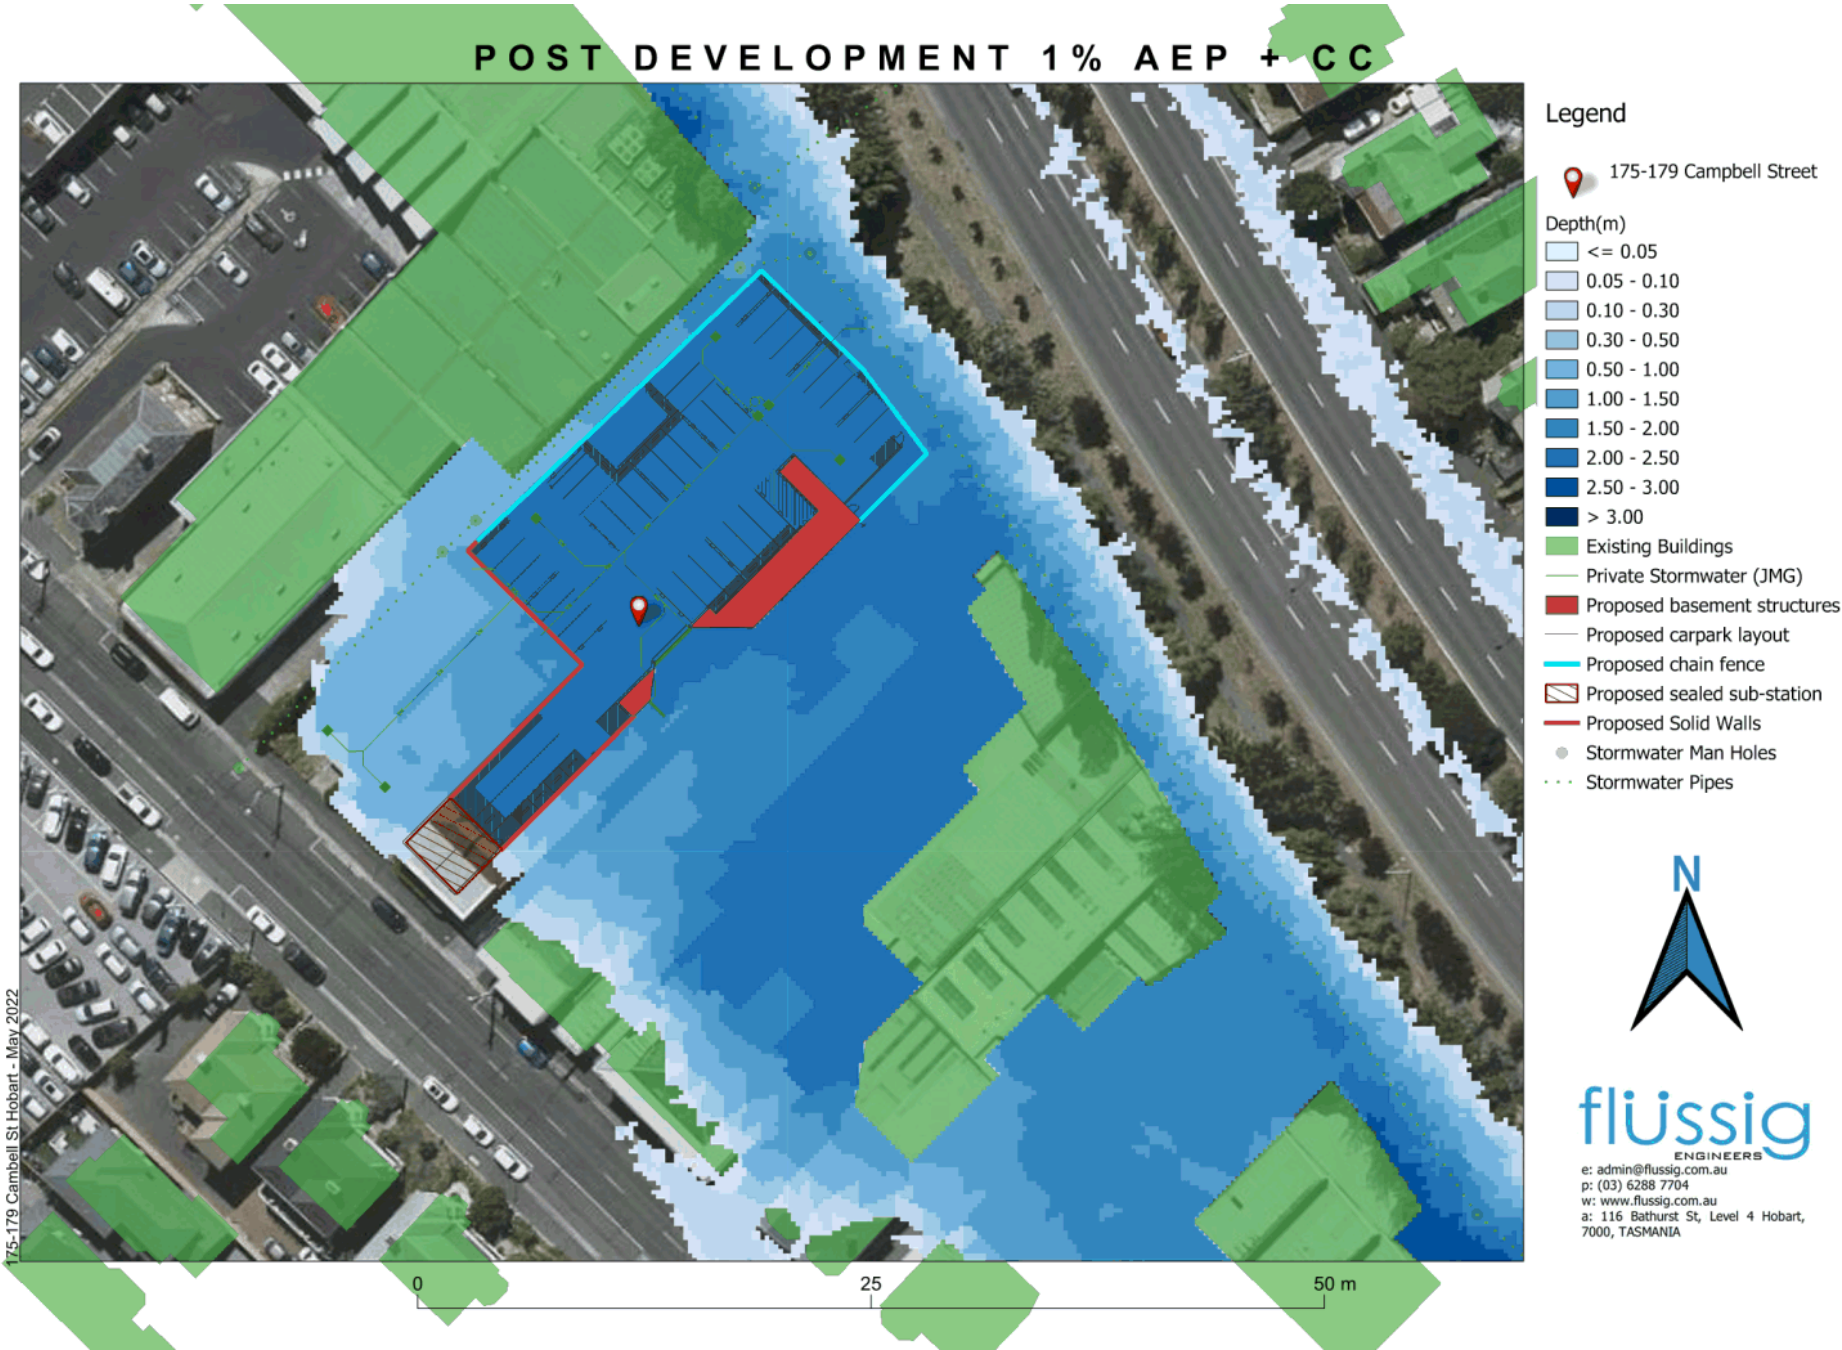 POST DEVELOPMENT 1% AEP + CC
Legend
175-179 Campbell Street
Depth(m)
<= 0.05
0.05 - 0.10
0.10 - 0.30
0.30 - 0.50
0.50 - 1.00
1.00 - 1.50
1.50 - 2.00
2.00 - 2.50
2.50 - 3.00
> 3.00
Existing Buildings
Private Stormwater (JMG)
Proposed basement structures
Proposed carpark layout
Proposed chain fence
Proposed sealed sub-station
Proposed Solid Walls
Stormwater Man Holes
Stormwater Pipes
N
flüssig
ENGINEERS
e: admin@flussig.com.au
p: (03) 6288 7704
w: www.flussig.com.au
a: 116 Bathurst St, Level 4 Hobart,
7000, TASMANIA
175-179 Cambell St Hobart - May 2022
0 25 50 m